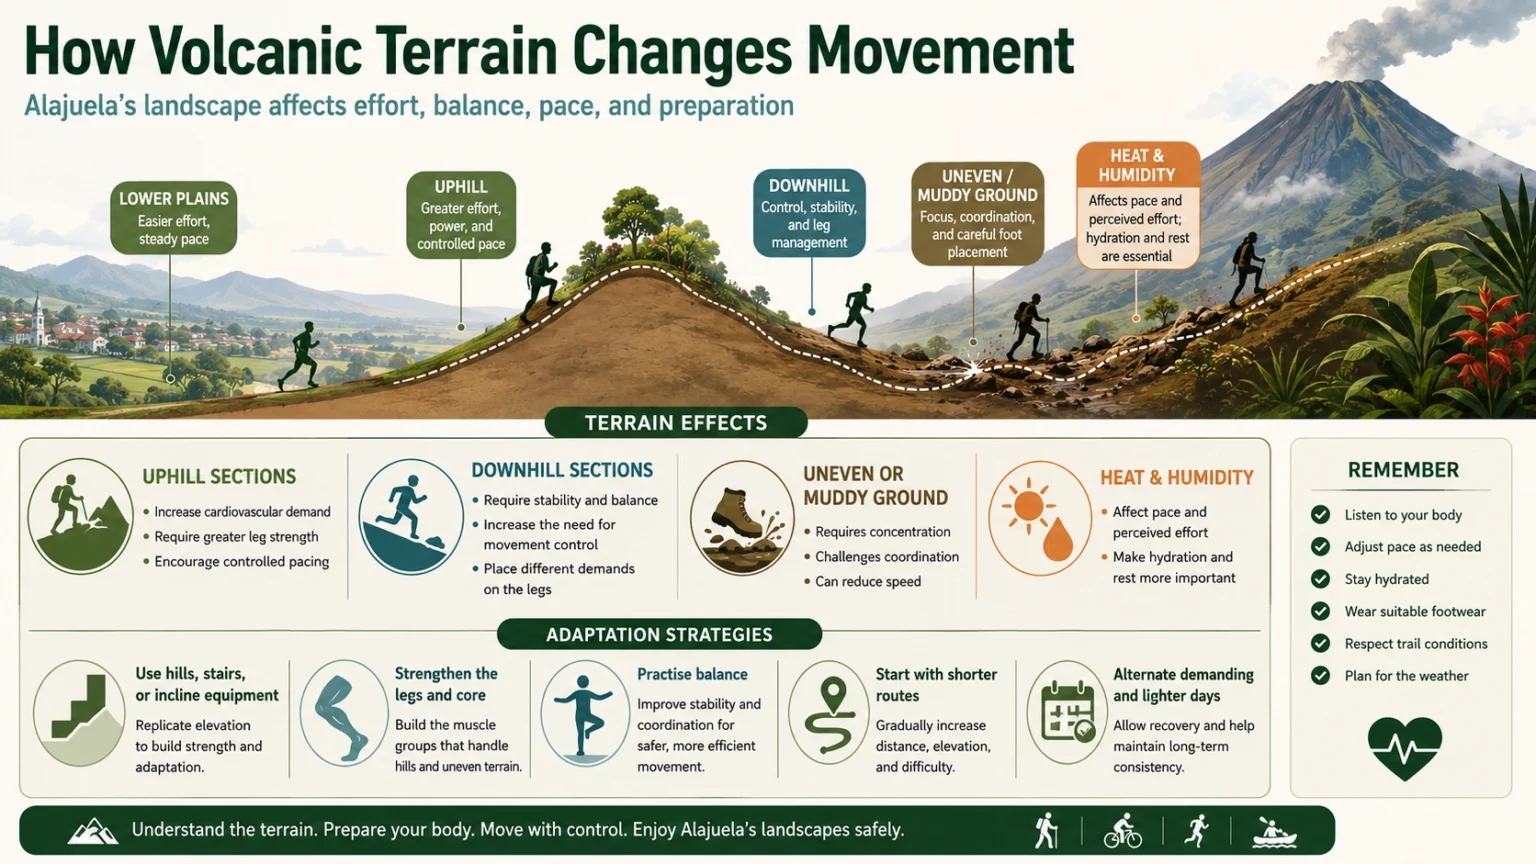 How Volcanic Terrain Changes Movement
Alajuela's landscape affects effort, balance, pace, and preparation
LOWER PLAINS
Easier effort,
steady pace
UPHILL
Greater effort,
power, and
controlled pace
DOWNHILL
Control, stability,
and leg
management
UNEVEN /
MUDDY GROUND
Focus, coordination,
and careful foot
placement
HEAT &
HUMIDITY
Affects pace and
perceived effort;
hydration and rest
are essential
TERRAIN EFFECTS
UPHILL SECTIONS
• Increase cardiovascular demand
• Require greater leg strength
• Encourage controlled pacing
DOWNHILL SECTIONS
• Require stability and balance
• Increase the need for
movement control
• Place different demands
on the legs
UNEVEN OR
MUDDY GROUND
• Requires concentration
• Challenges coordination
• Can reduce speed
HEAT & HUMIDITY
• Affect pace and
perceived effort
• Make hydration and
rest more important
ADAPTATION STRATEGIES
Use hills, stairs,
or incline equipment
Replicate elevation
to build strength and
adaptation.
Strengthen the
legs and core
Build the muscle
groups that handle
hills and uneven terrain.
Practise balance
Improve stability and
coordination for
safer, more efficient
movement.
Start with shorter
routes
Gradually increase
distance, elevation,
and difficulty.
Alternate demanding
and lighter days
Allow recovery and help
maintain long-term
consistency.
REMEMBER
Listen to your body
Adjust pace as needed
Stay hydrated
Wear suitable footwear
Respect trail conditions
Plan for the weather
Understand the terrain. Prepare your body. Move with control. Enjoy Alajuela's landscapes safely.